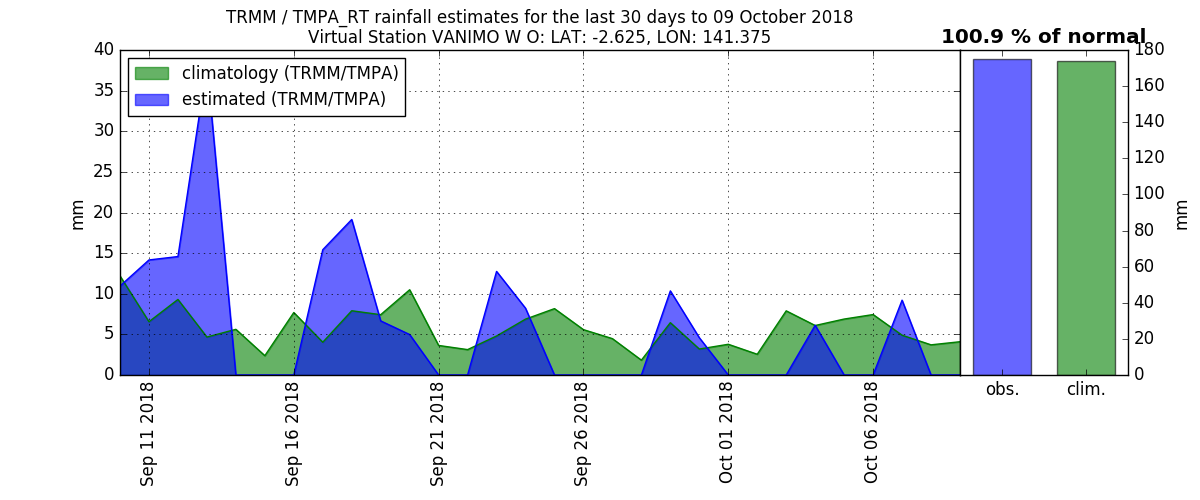 TRMM / TMPA_RT rainfall estimates for the last 30 days to 09 October 2018
Virtual Station VANIMO W O: LAT: -2.625, LON: 141.375
100.9 % of normal
climatology (TRMM/TMPA)
estimated (TRMM/TMPA)
40
35
30
25
20
15
10
5
0
mm
Sep 11 2018
Sep 16 2018
Sep 21 2018
Sep 26 2018
Oct 01 2018
Oct 06 2018
180
160
140
120
100
80
60
40
20
0
mm
obs.
clim.